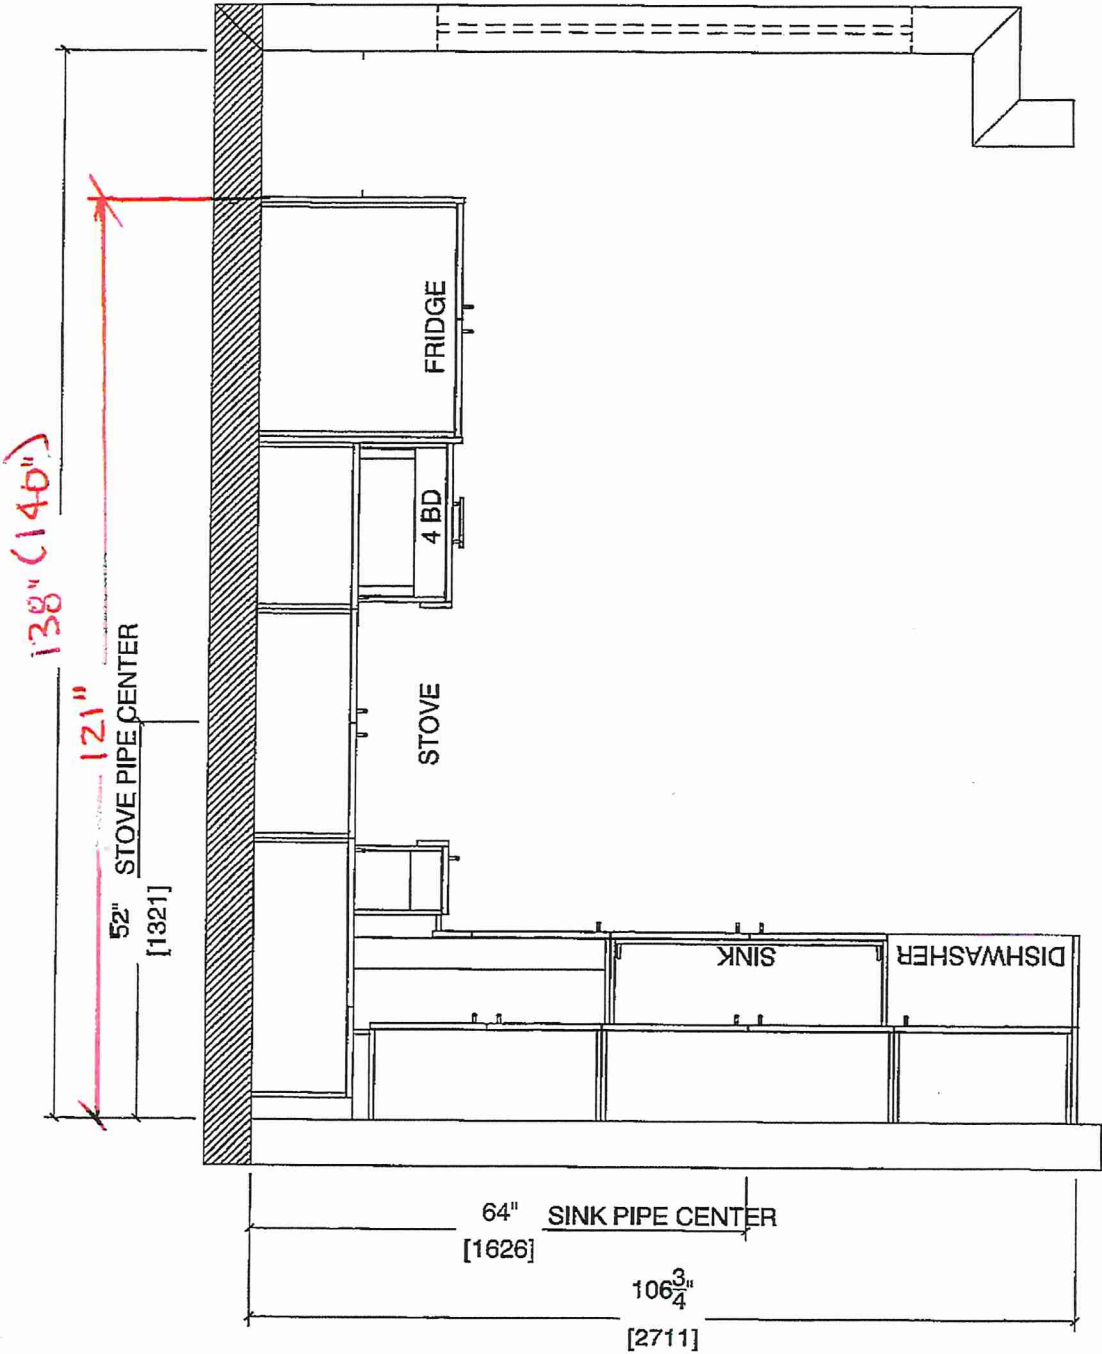 138" (140")
121"
STOVE PIPE CENTER
52"
[1321]
FRIDGE
4 BD
STOVE
SINK
DISHWASHER
64" SINK PIPE CENTER
[1626]
106 3/4"
[2711]